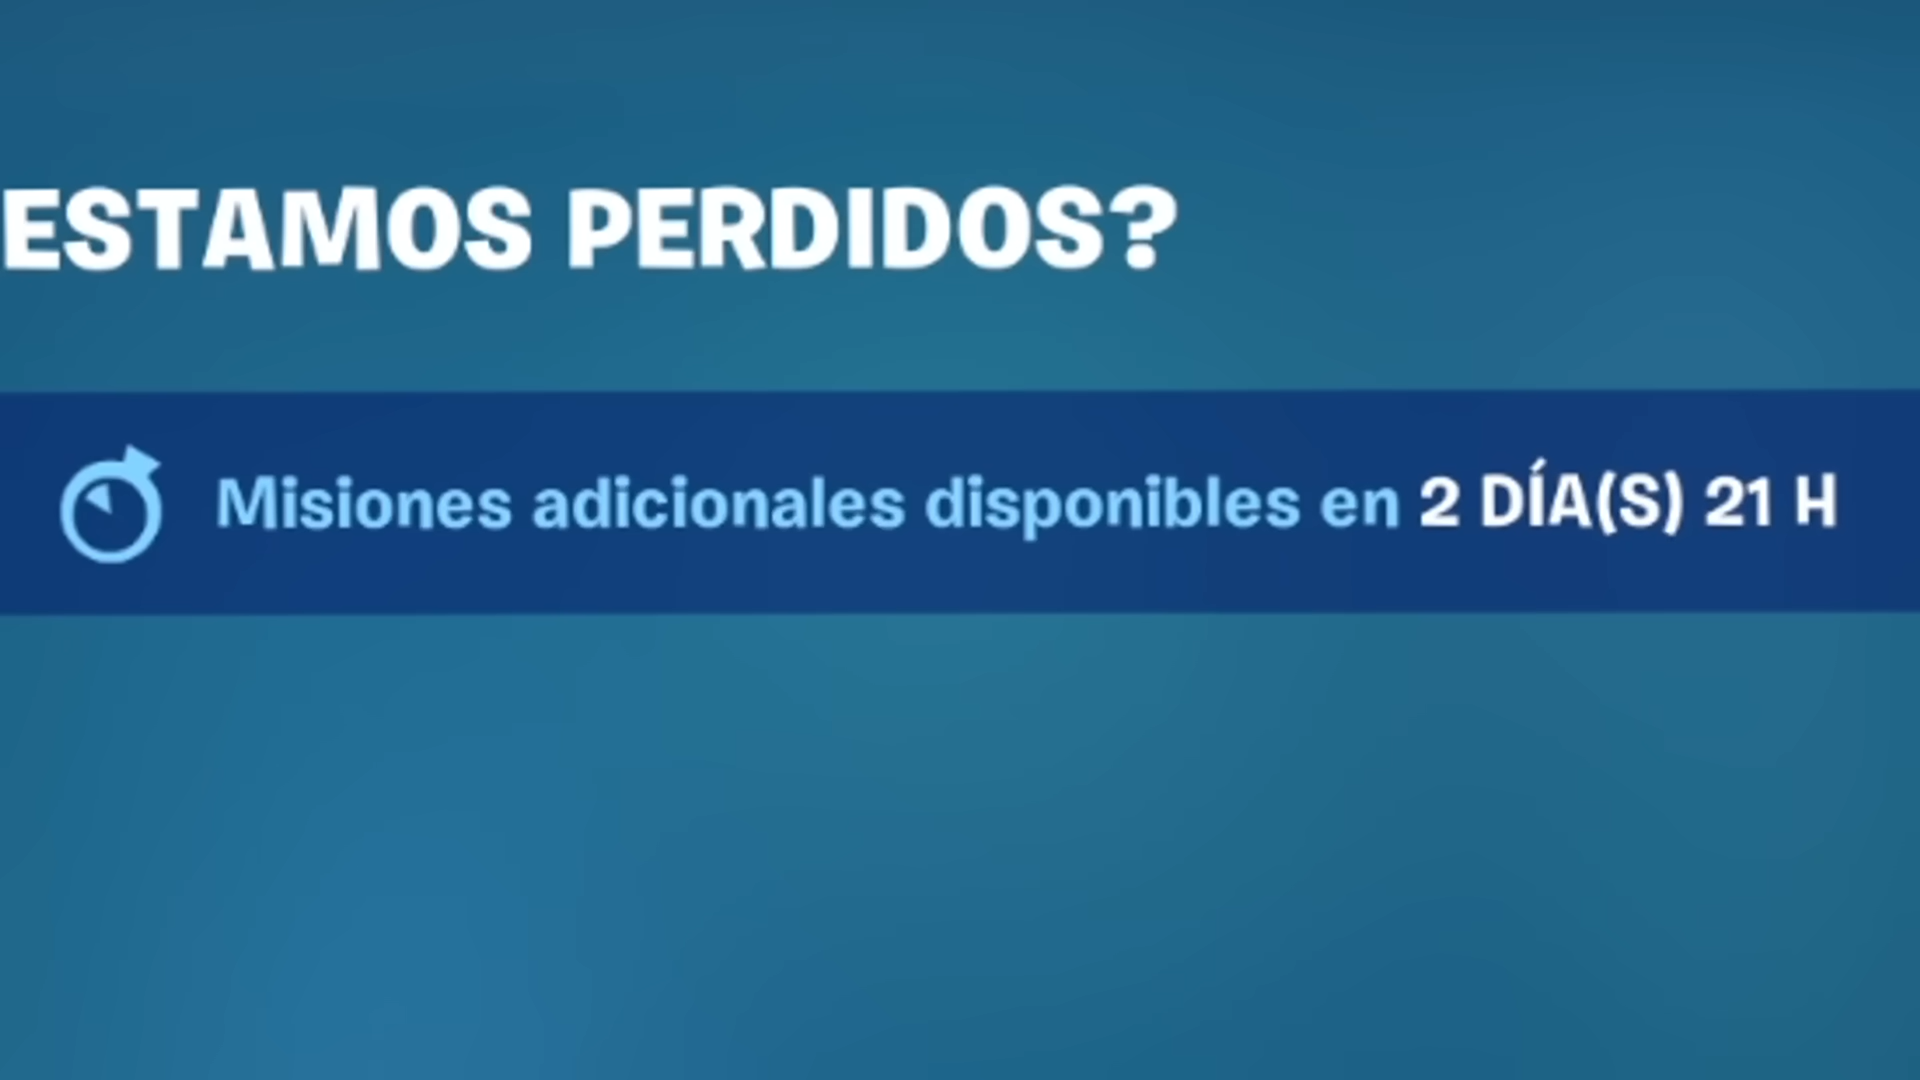 ESTAMOS PERDIDOS?
Misiones adicionales disponibles en 2 DÍA(S) 21 H